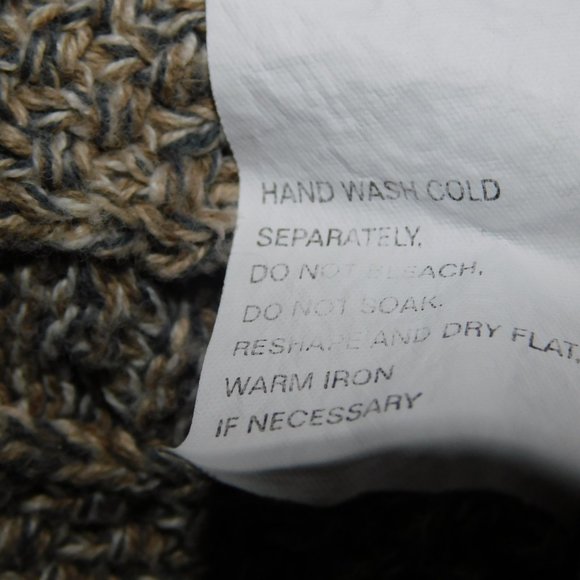 HAND WASH COLD
SEPARATELY.
DO NOT BLEACH.
DO NOT SOAK.
RESHAPE AND DRY FLAT.
WARM IRON
IF NECESSARY